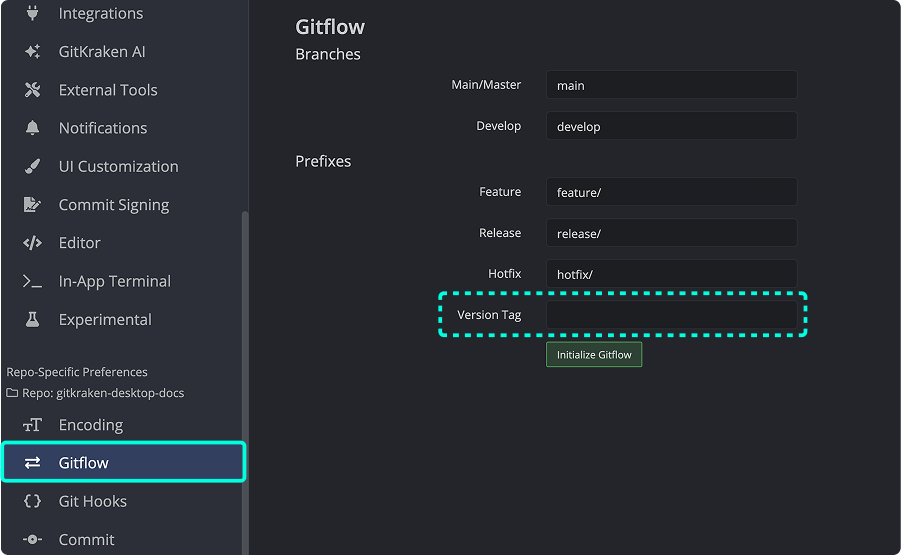 Integrations
GitKraken AI
External Tools
Notifications
UI Customization
Commit Signing
Editor
In-App Terminal
Experimental
Repo-Specific Preferences
Repo: gitkraken-desktop-docs
Encoding
Gitflow
Git Hooks
Commit
Gitflow
Branches
Main/Master main
Develop develop
Prefixes
Feature feature/
Release release/
Hotfix hotfix/
Version Tag
Initialize Gitflow